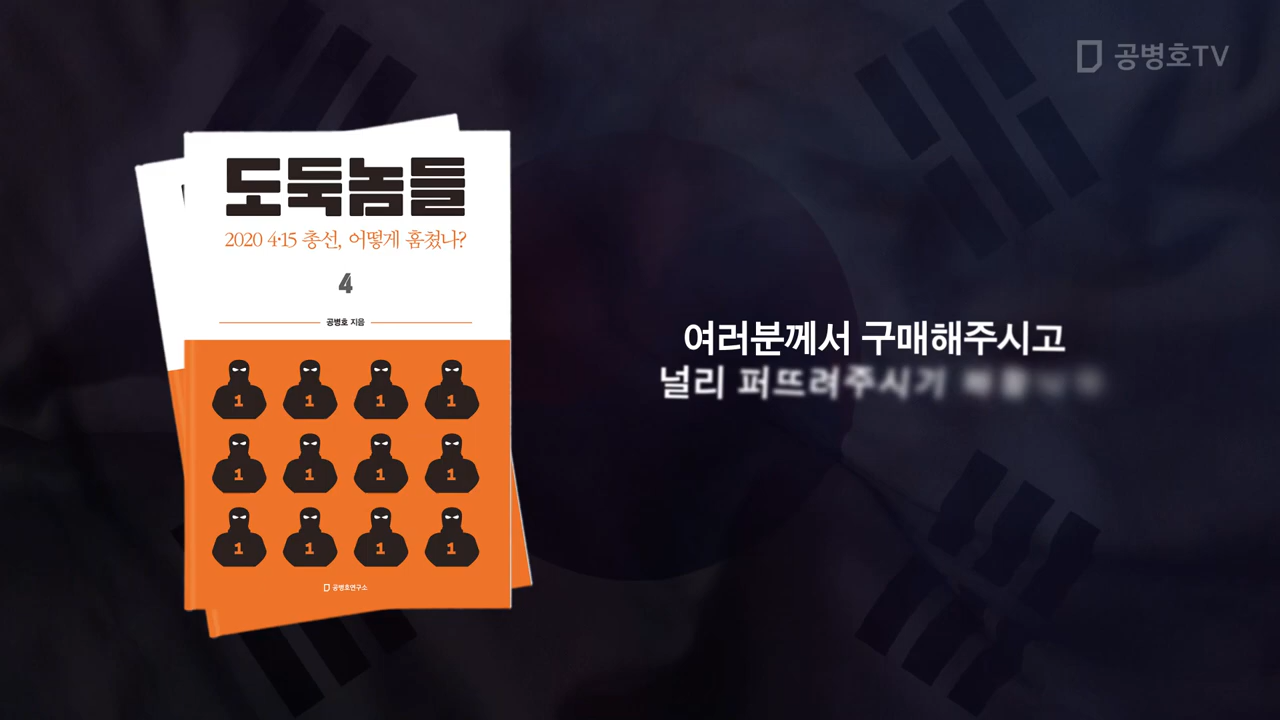 공병호TV
도둑놈들
2020 4·15 총선, 어떻게 훔쳤나?
4
공병호 지음
1 1 1 1
1 1 1 1
1 1 1 1
공병호연구소
여러분께서 구매해주시고
널리 퍼뜨려주시기